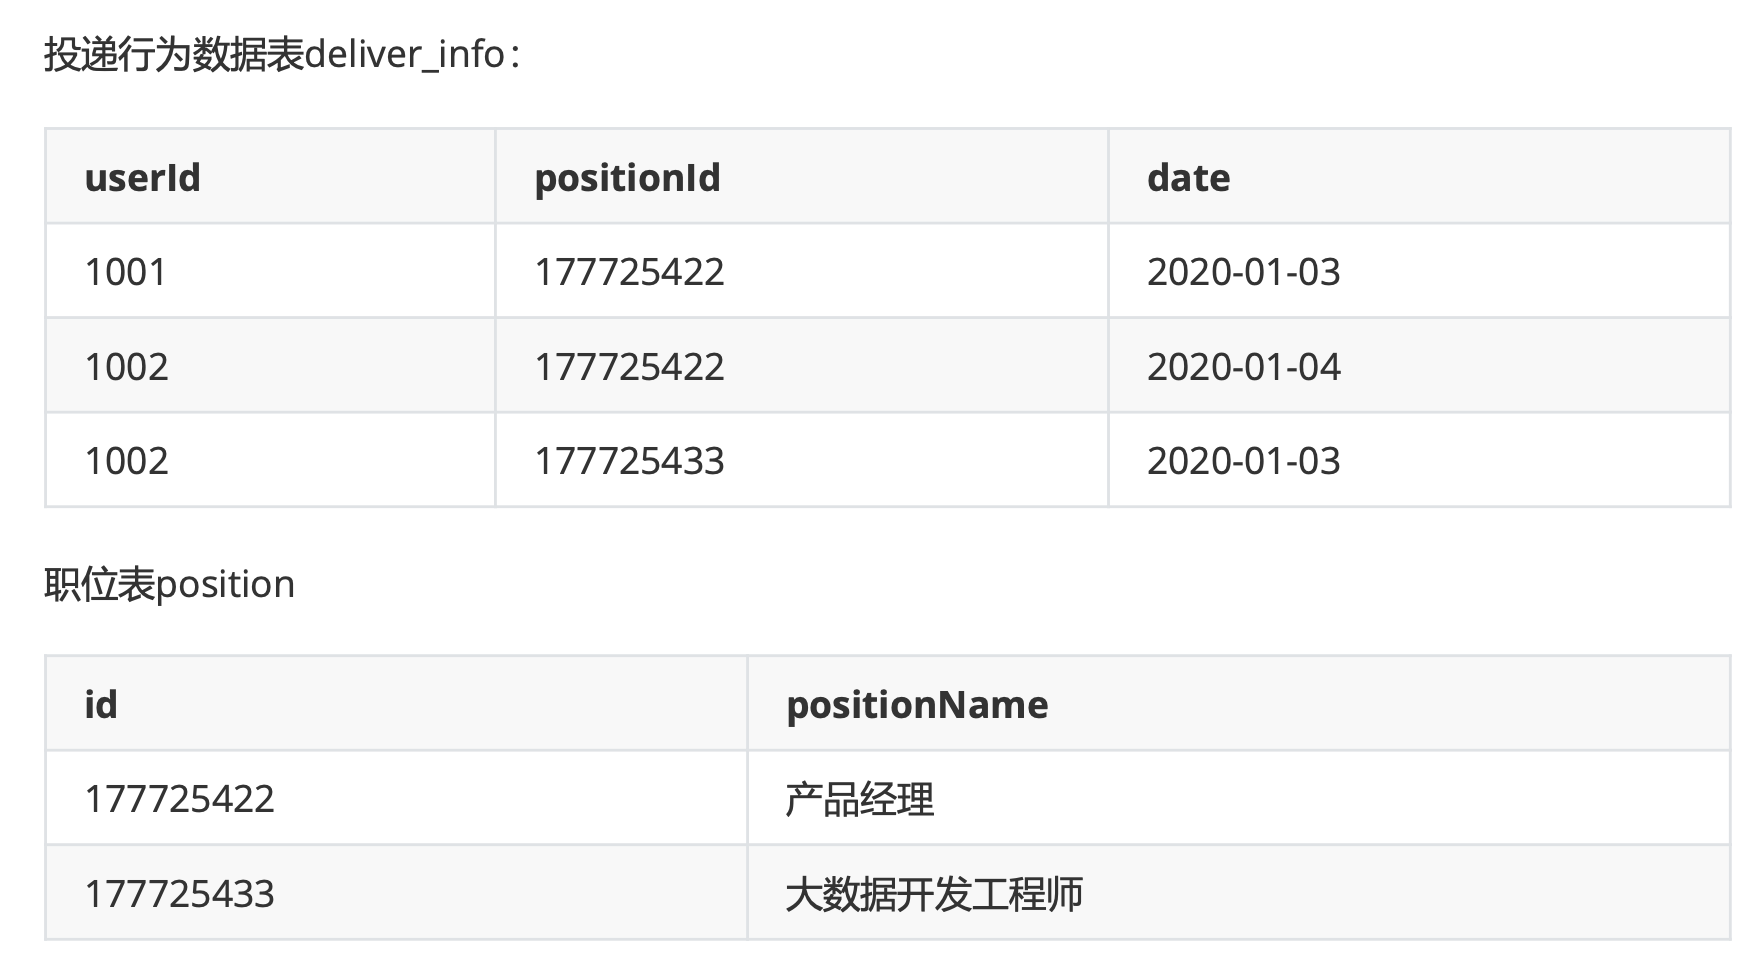 投递行为数据表deliver_info：
userId positionId date
1001 177725422 2020-01-03
1002 177725422 2020-01-04
1002 177725433 2020-01-03
职位表position
id positionName
177725422 产品经理
177725433 大数据开发工程师